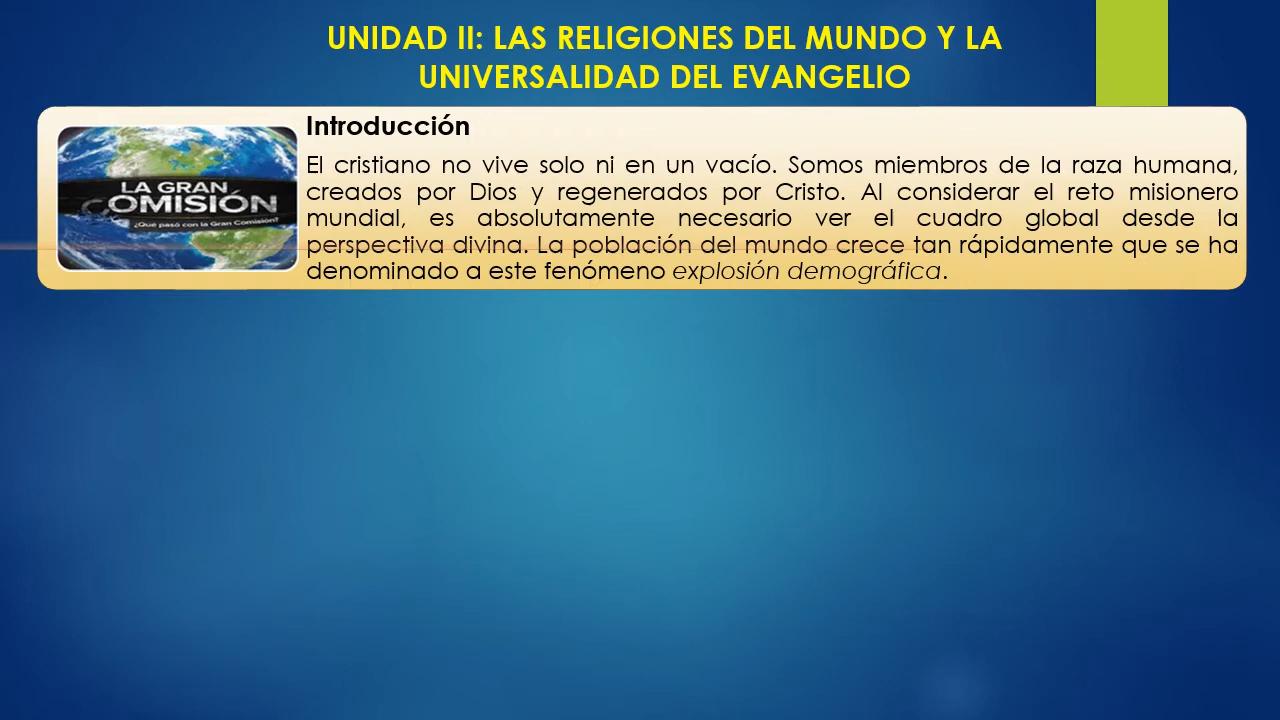 UNIDAD II: LAS RELIGIONES DEL MUNDO Y LA
UNIVERSALIDAD DEL EVANGELIO
LA GRAN
COMISIÓN
¿Qué pasó con la Gran Comisión?
Introducción
El cristiano no vive solo ni en un vacío. Somos miembros de la raza humana,
creados por Dios y regenerados por Cristo. Al considerar el reto misionero
mundial, es absolutamente necesario ver el cuadro global desde la
perspectiva divina. La población del mundo crece tan rápidamente que se ha
denominado a este fenómeno explosión demográfica.